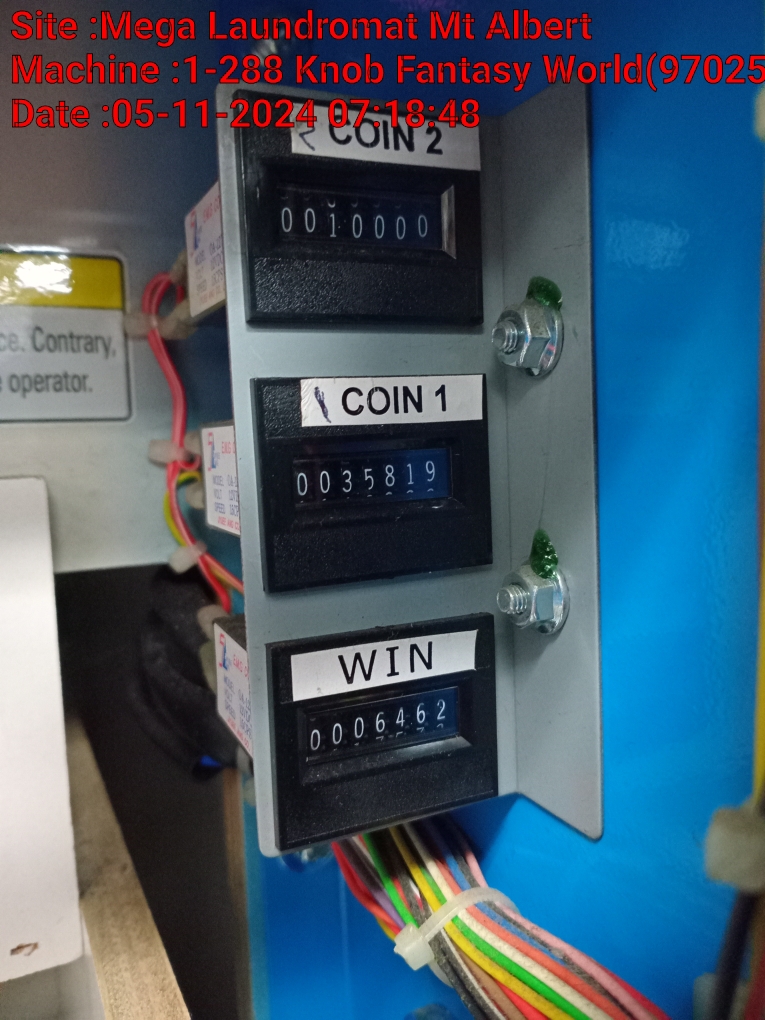 Site :Mega Laundromat Mt Albert
Machine :1-288 Knob Fantasy World(97025
Date :05-11-2024 07:18:48
COIN 2
0010000
ce. Contrary,
e operator.
COIN 1
0035819
WIN
0006462